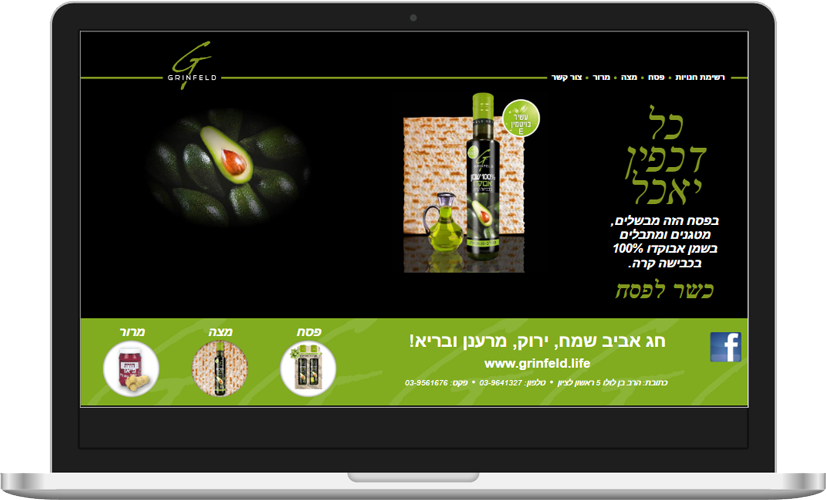 GRINFELD
רשימת חנויות • פסח • מצה • מרור • צור קשר
עשיר
בויטמין
E
GRINFELD
100% שמן
אבוקדו
כל
דכפין
יאכל
בפסח הזה מבשלים,
מטגנים ומתבלים
בשמן אבוקדו 100%
בכבישה קרה.
כשר לפסח
פסח
מצה
מרור
חג אביב שמח, ירוק, מרענן ובריא!
www.grinfeld.life
כתובת: הרב בן לולו 5 ראשון לציון • טלפון: 03-9641327 • פקס: 03-9561676
f